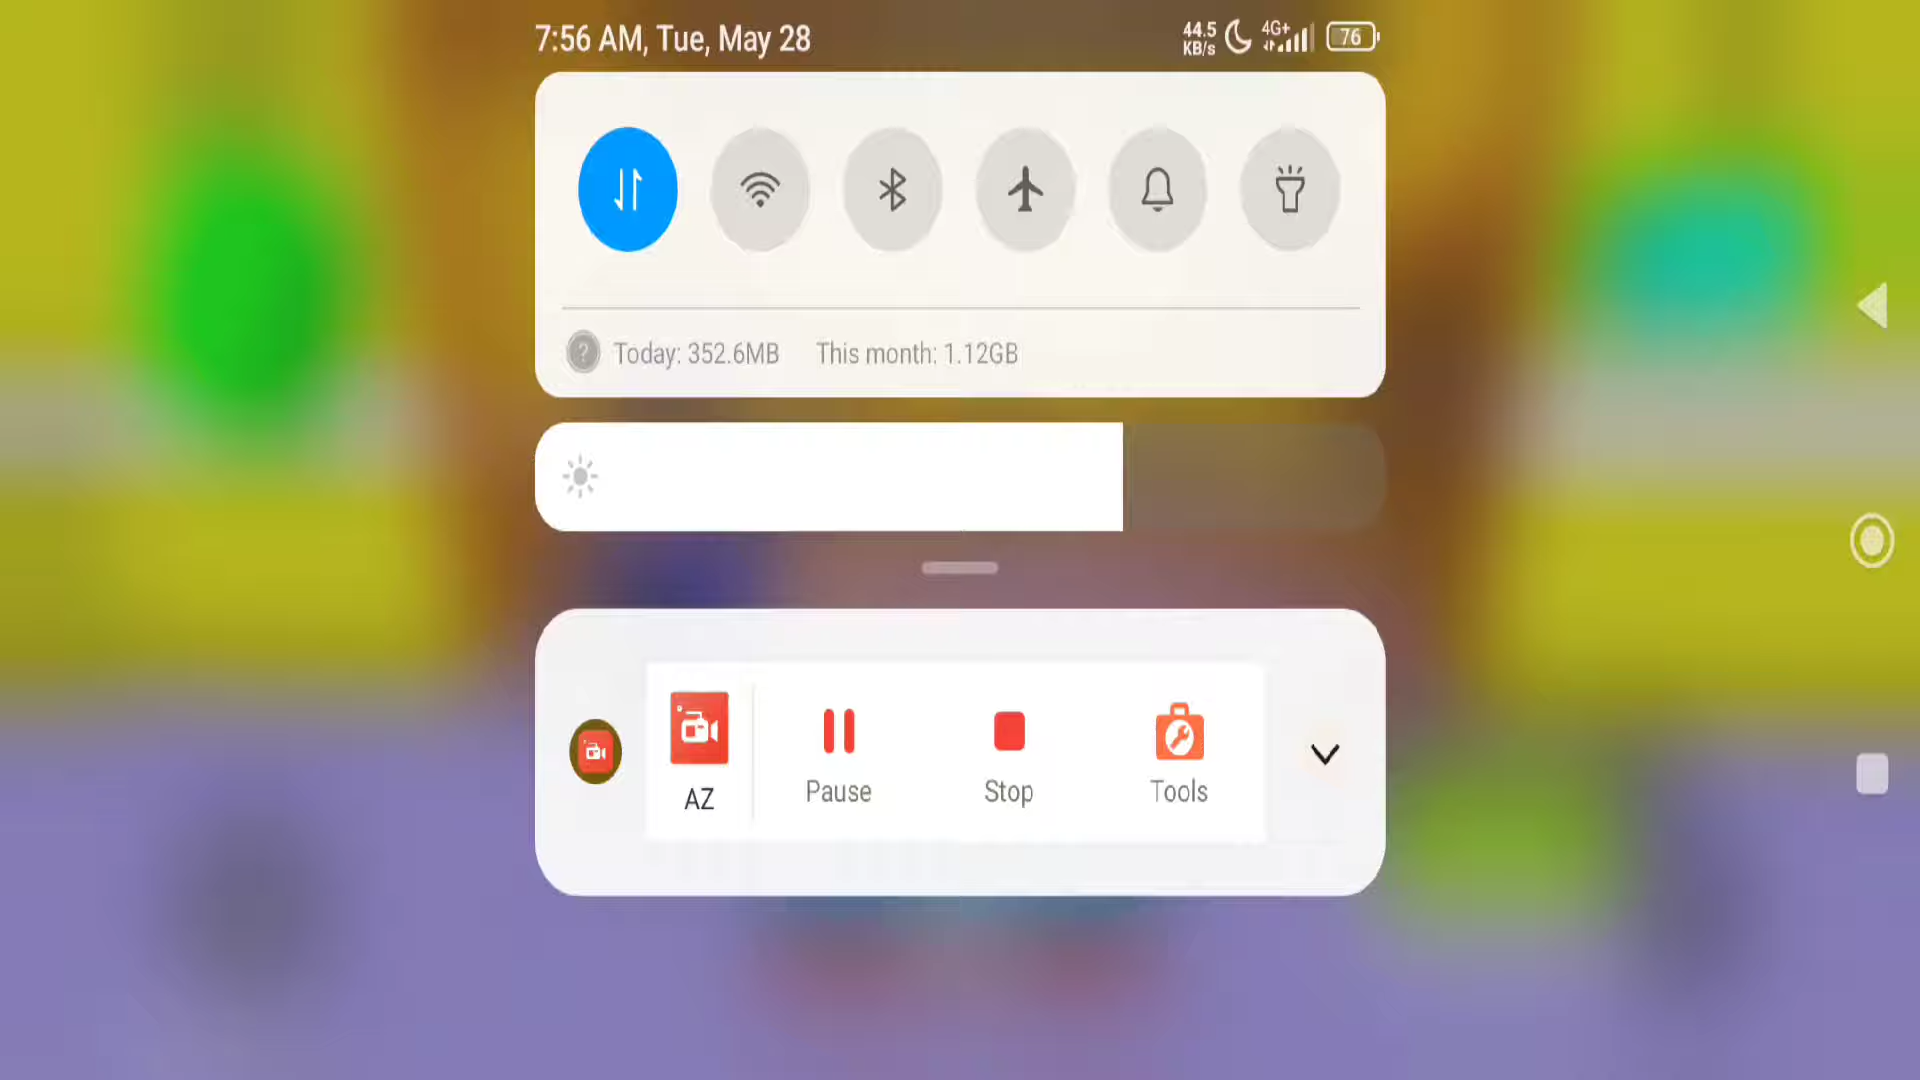 7:56 AM, Tue, May 28
44.5 KB/s 4G+ 76
Today: 352.6MB This month: 1.12GB
AZ Pause Stop Tools